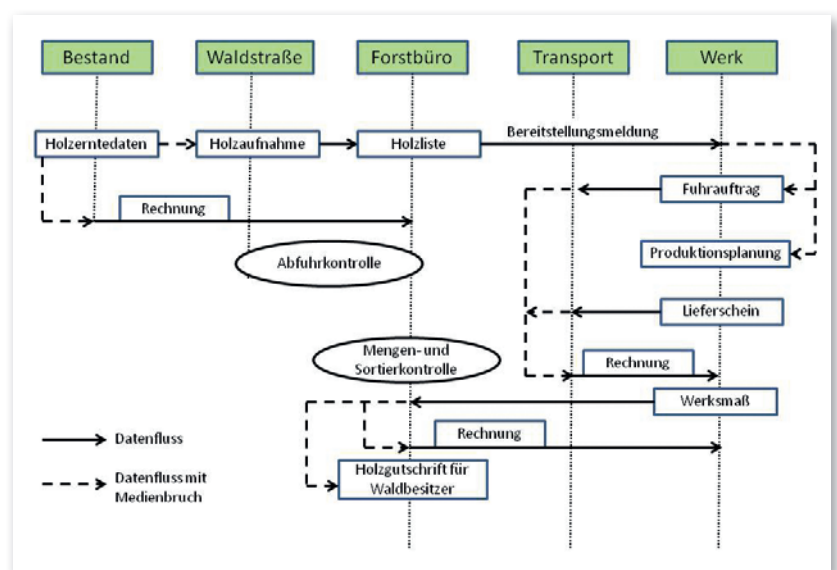 Bestand
Waldstraße
Forstbüro
Transport
Werk
Holzerntedaten
Holzaufnahme
Holzliste
Bereitstellungsmeldung
Fuhrauftrag
Rechnung
Produktionsplanung
Abfuhrkontrolle
Lieferschein
Mengen- und
Sortierkontrolle
Rechnung
Werksmaß
Rechnung
Datenfluss
Datenfluss mit
Medienbruch
Holzgutschrift für
Waldbesitzer